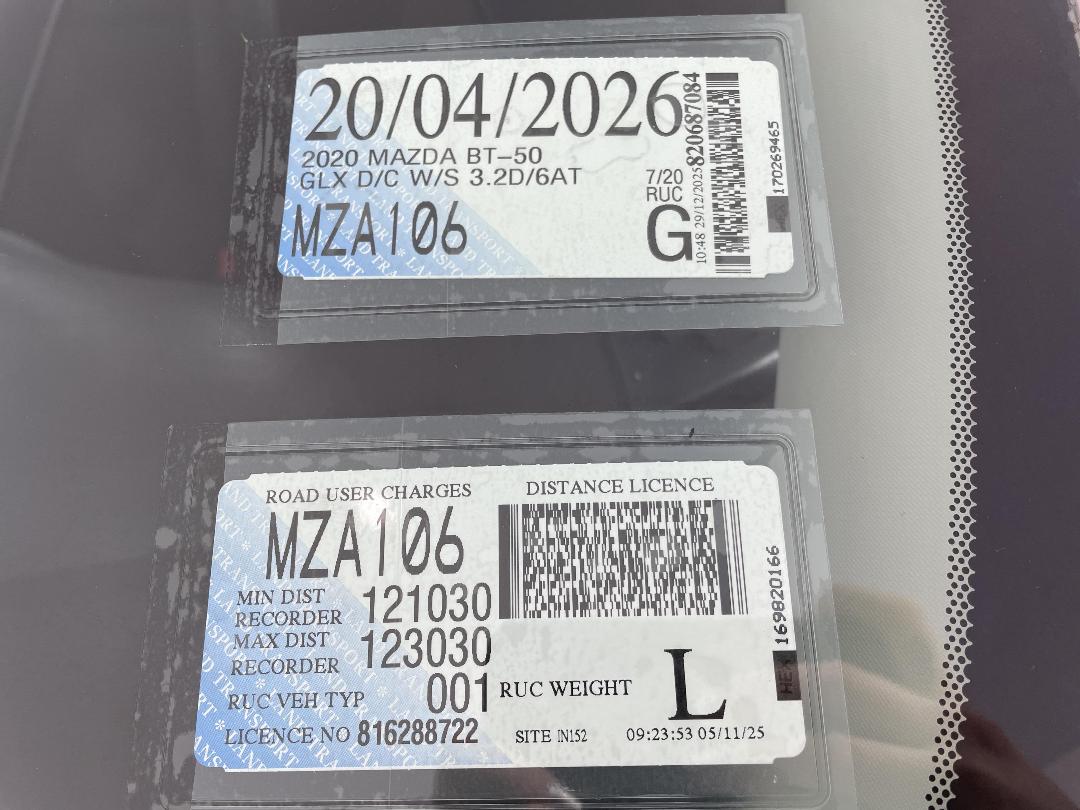 20/04/2026
2020 MAZDA BT-50
GLX D/C W/S 3.2D/6AT
7/20
RUC
MZA106
G
10:48 29/12/2025 820687084
170269465
ROAD USER CHARGES
DISTANCE LICENCE
MZA106
MIN DIST
RECORDER 121030
MAX DIST
RECORDER 123030
RUC VEH TYP 001
RUC WEIGHT L
LICENCE NO 816288722
SITE IN152 09:23:53 05/11/25
169820166